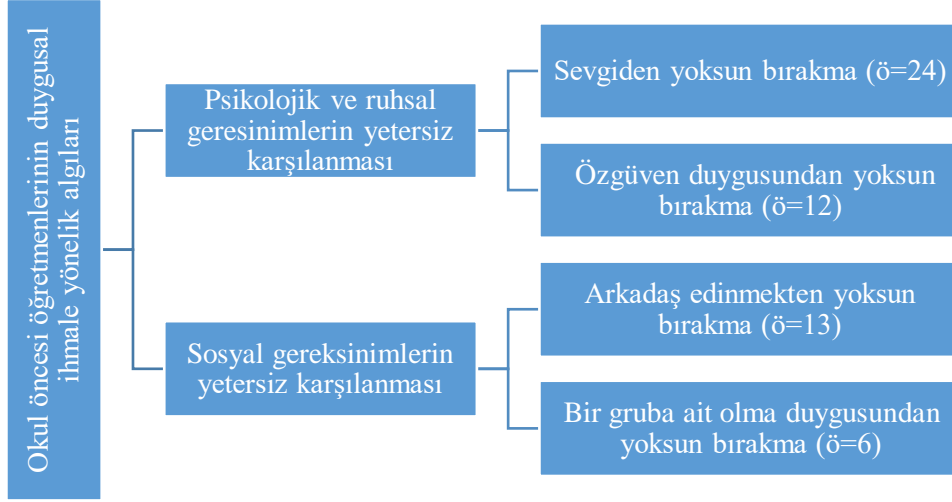 Okul öncesi öğretmenlerinin duygusal
ihmale yönelik algıları
Psikolojik ve ruhsal
geresinimlerin yetersiz
karşılanması
Sevgiden yoksun bırakma (ö=24)
Özgüven duygusundan yoksun
bırakma (ö=12)
Sosyal gereksinimlerin
yetersiz karşılanması
Arkadaş edinmekten yoksun
bırakma (ö=13)
Bir gruba ait olma duygusundan
yoksun bırakma (ö=6)